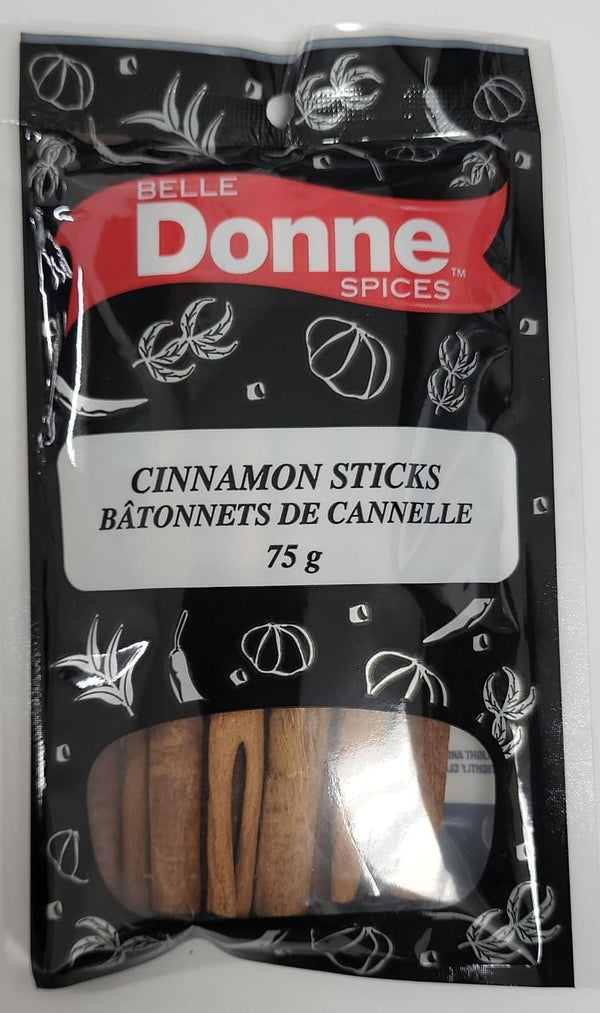 BELLE
Donne
SPICES™
CINNAMON STICKS
BÂTONNETS DE CANNELLE
75 g